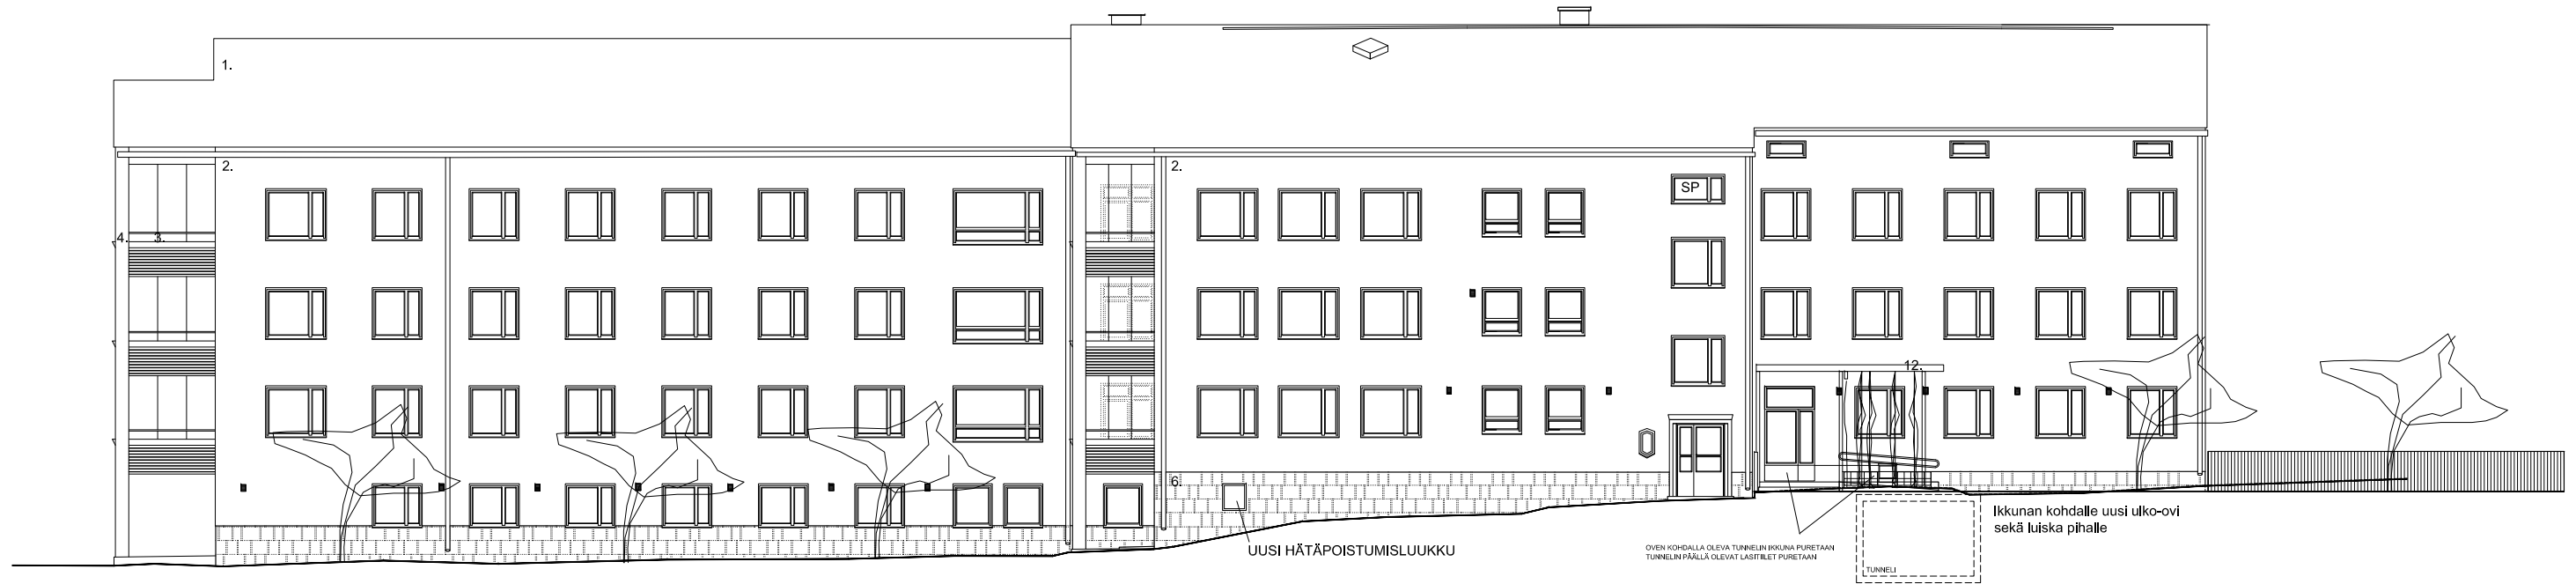 1.
2.
2.
SP
4.
3.
12.
6.
UUSI HÄTÄPOISTUMISLUUKKU
Ikkunan kohdalle uusi ulko-ovi
sekä luiska pihalle
OVEN KOHDALLA OLEVA TUNNELIN IKKUNA PURETAAN
TUNNELIN PÄÄLLÄ OLEVAT LASITIILET PURETAAN
TUNNELI